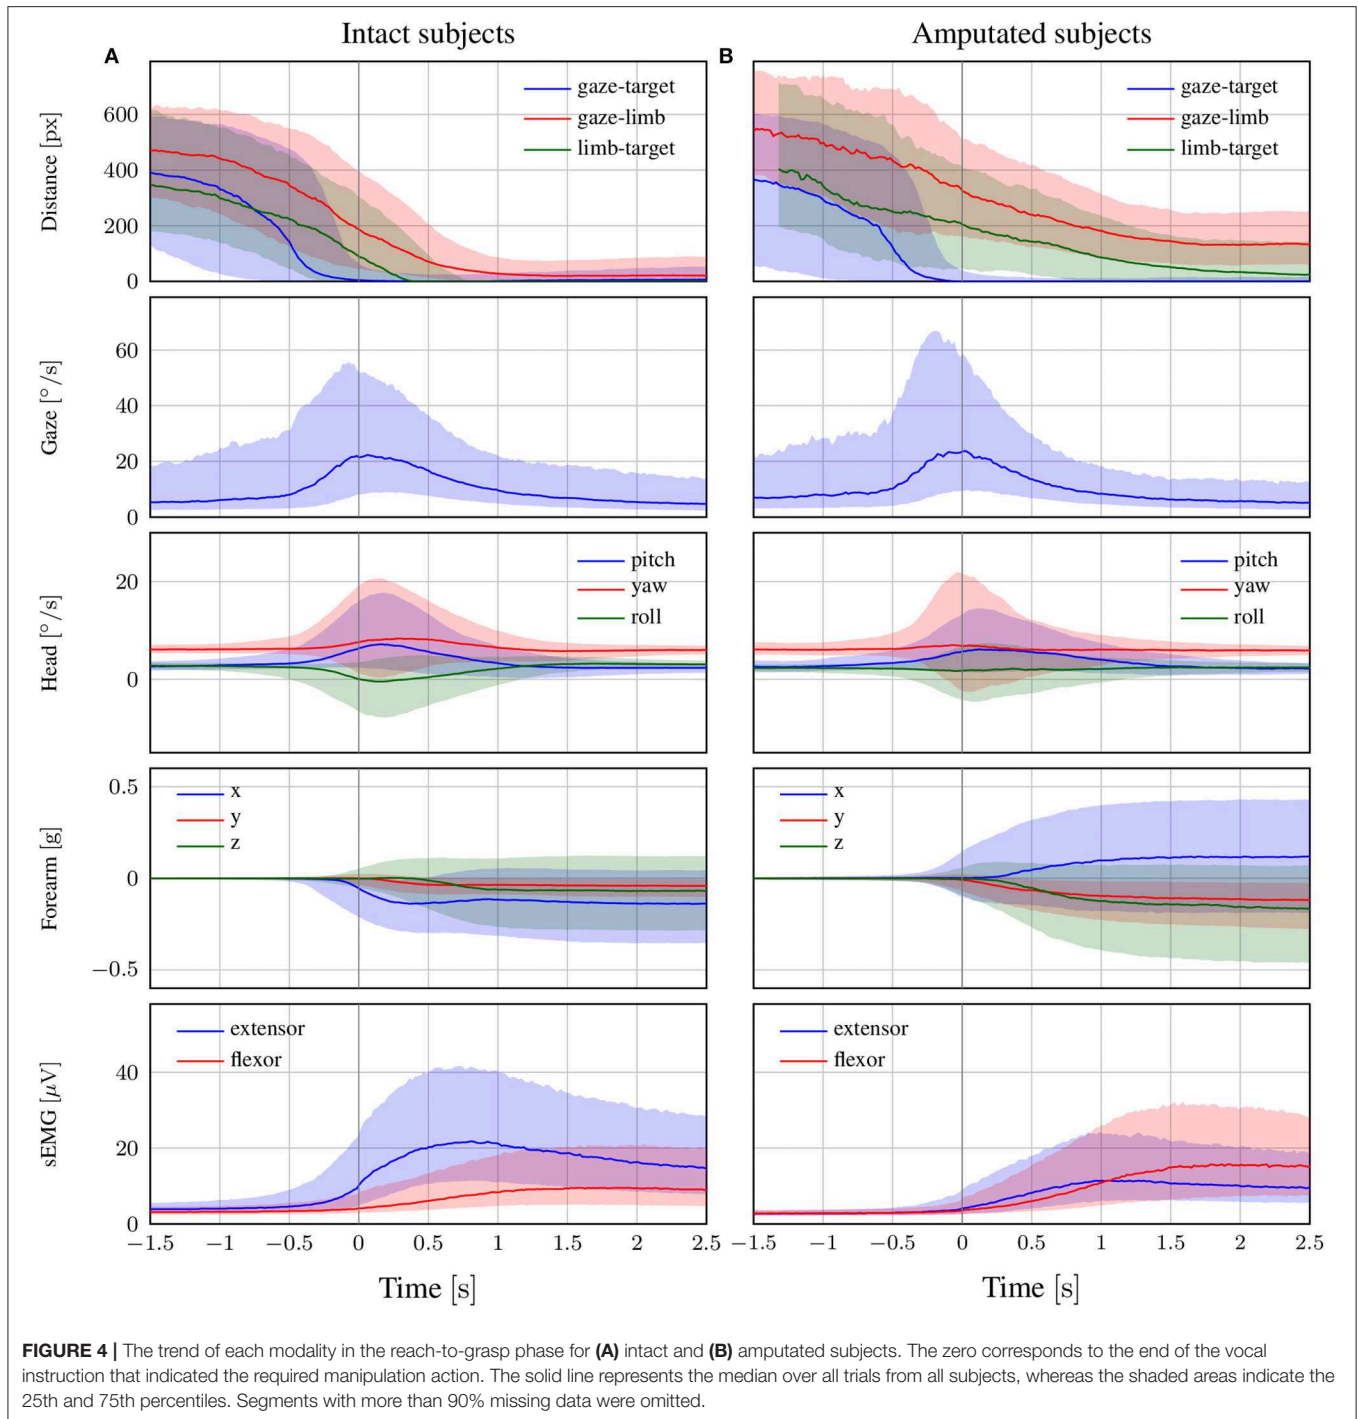 Intact subjects
A
Distance [px]
600
400
200
0
gaze-target
gaze-limb
limb-target
Gaze [°/s]
60
40
20
0
Head [°/s]
20
0
pitch
yaw
roll
Forearm [g]
0.5
0
−0.5
x
y
z
sEMG [μV]
40
20
0
extensor
flexor
−1.5 −1 −0.5 0 0.5 1 1.5 2 2.5
Time [s]
Amputated subjects
B
gaze-target
gaze-limb
limb-target
pitch
yaw
roll
x
y
z
extensor
flexor
−1.5 −1 −0.5 0 0.5 1 1.5 2 2.5
Time [s]
FIGURE 4 | The trend of each modality in the reach-to-grasp phase for (A) intact and (B) amputated subjects. The zero corresponds to the end of the vocal
instruction that indicated the required manipulation action. The solid line represents the median over all trials from all subjects, whereas the shaded areas indicate the
25th and 75th percentiles. Segments with more than 90% missing data were omitted.